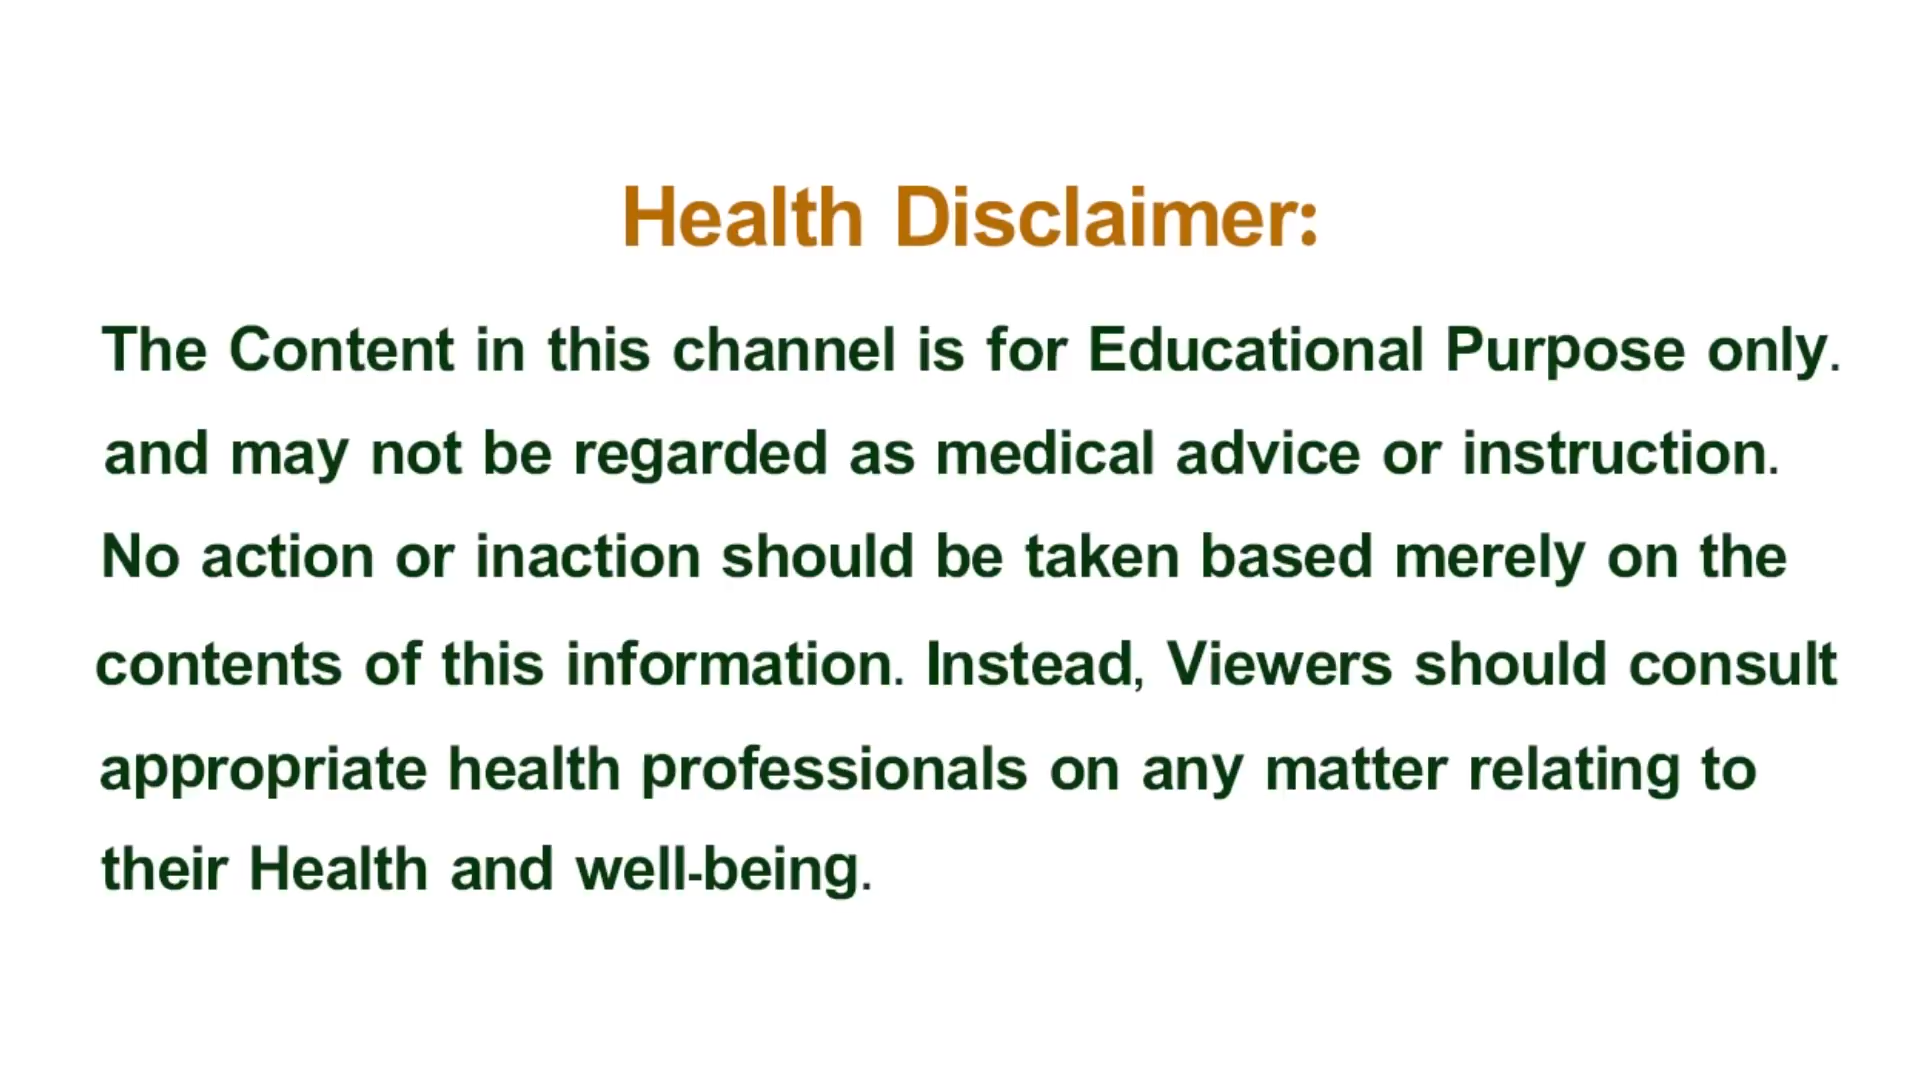 Health Disclaimer:
The Content in this channel is for Educational Purpose only.
and may not be regarded as medical advice or instruction.
No action or inaction should be taken based merely on the
contents of this information. Instead, Viewers should consult
appropriate health professionals on any matter relating to
their Health and well-being.